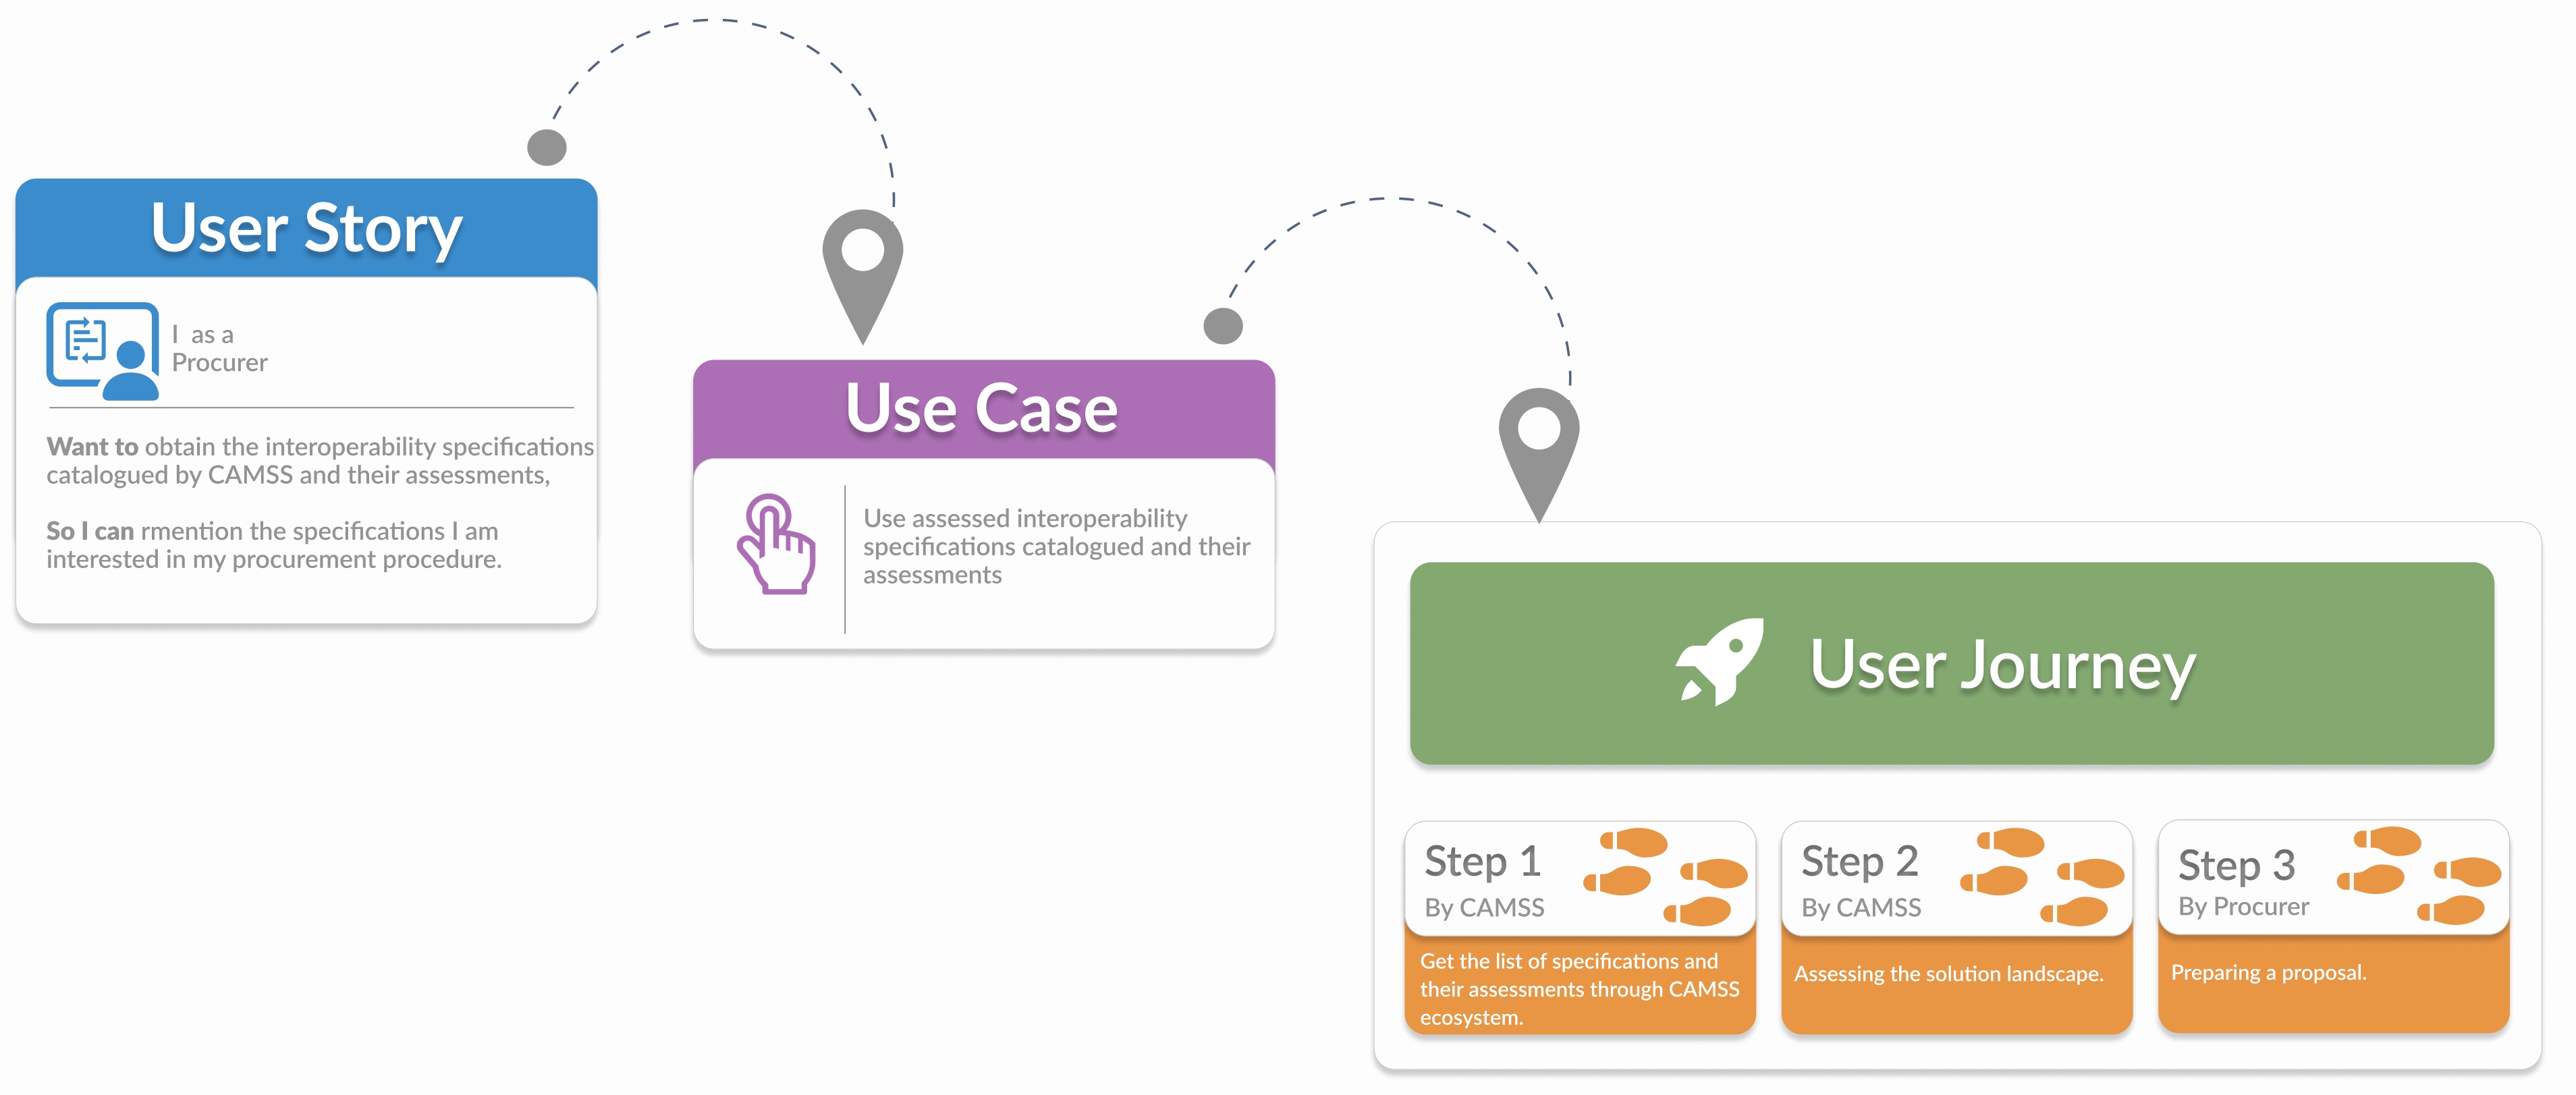 User Story
I as a
Procurer
Want to obtain the interoperability specifications
catalogued by CAMSS and their assessments,
So I can rmention the specifications I am
interested in my procurement procedure.
Use Case
Use assessed interoperability
specifications catalogued and their
assessments
User Journey
Step 1
By CAMSS
Get the list of specifications and
their assessments through CAMSS
ecosystem.
Step 2
By CAMSS
Assessing the solution landscape.
Step 3
By Procurer
Preparing a proposal.